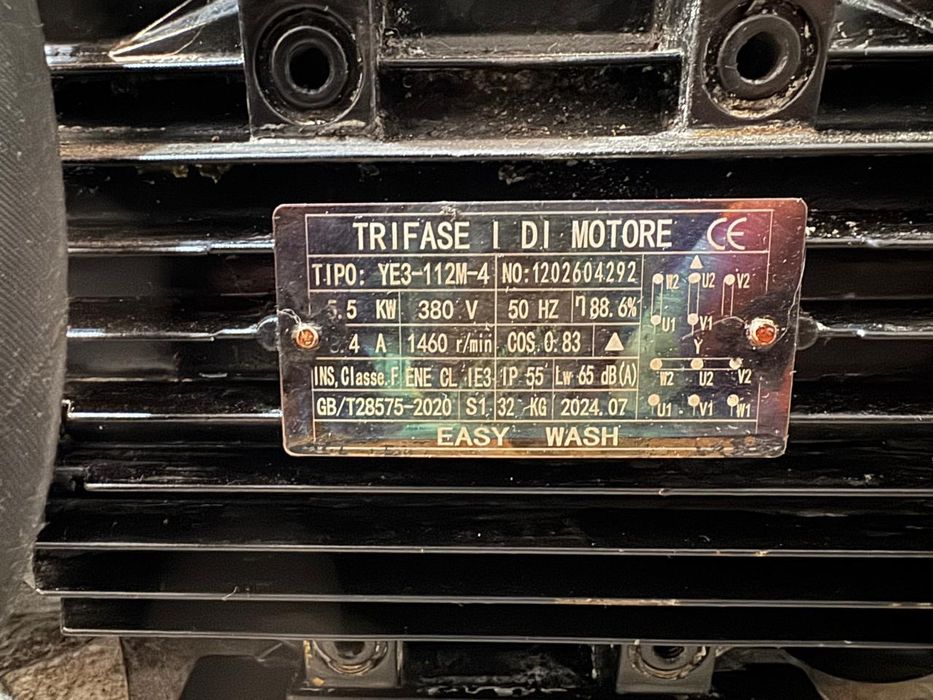 TRIFASE I DI MOTORE CE
TIPO: YE3-112M-4 NO:1202604292
5.5 KW 380 V 50 HZ η88.6%
.4 A 1460 r/min COS 0.83 △
INS,Classe.F ENE CL IE3 IP 55 Lw 65 dB(A)
GB/T28575-2020 S1 32 KG 2024.07
EASY WASH
△
W2 U2 V2
U1 V1
Y
W2 U2 V2
U1 V1 W1